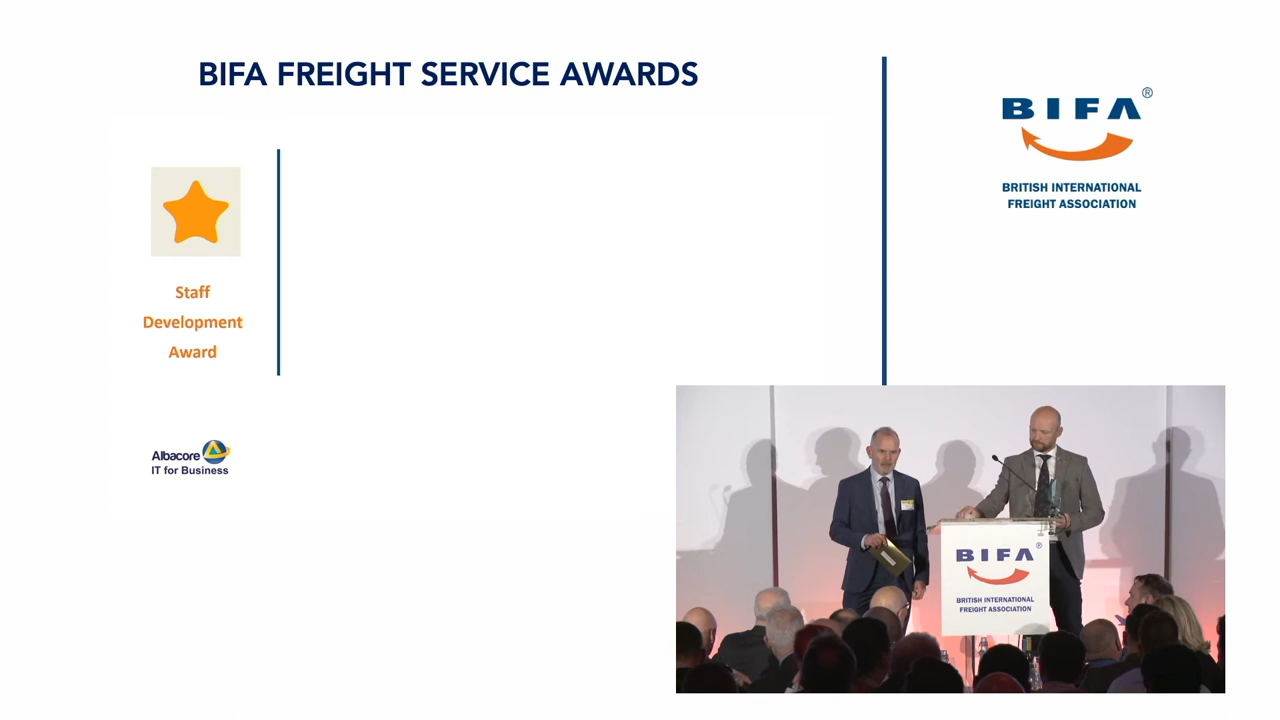 BIFA FREIGHT SERVICE AWARDS
BIFA®
BRITISH INTERNATIONAL
FREIGHT ASSOCIATION
Staff
Development
Award
Albacore
IT for Business
BIFA®
BRITISH INTERNATIONAL
FREIGHT ASSOCIATION